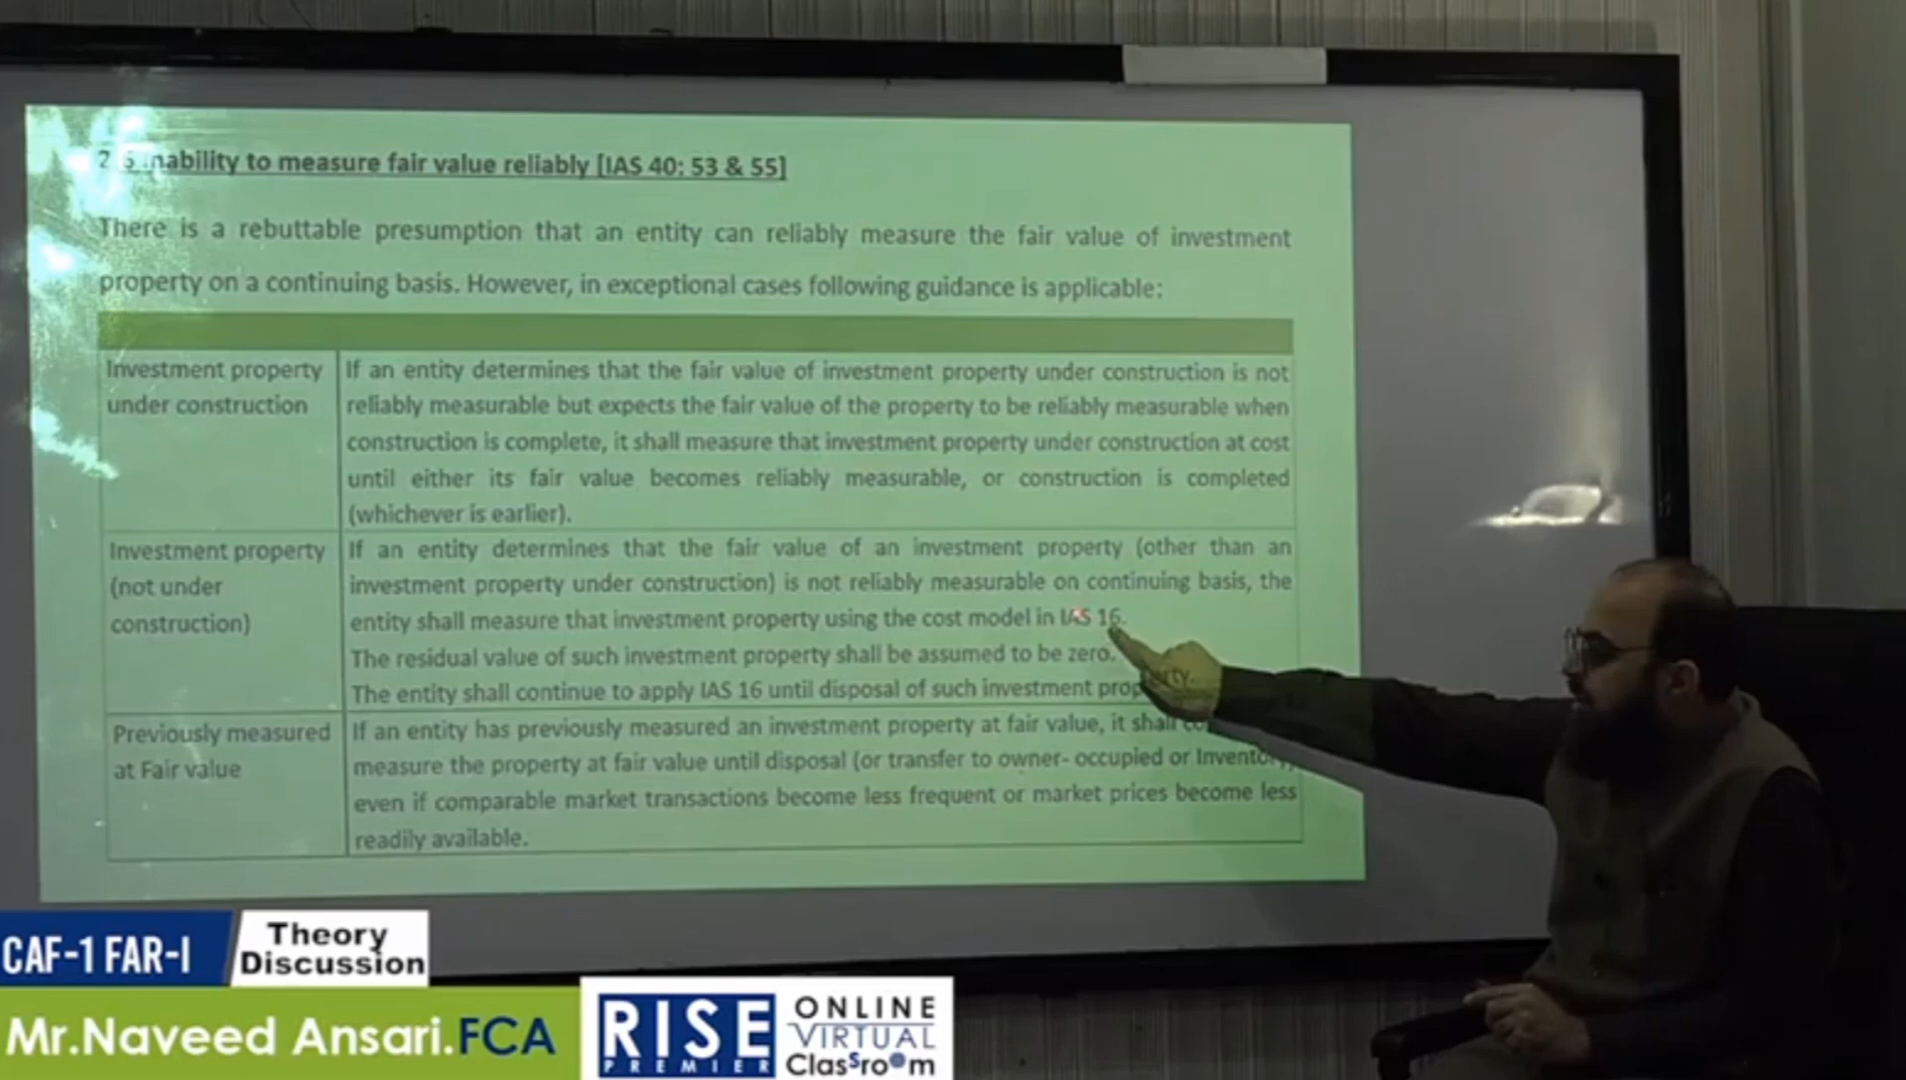 Inability to measure fair value reliably [IAS 40: 53 & 55]
There is a rebuttable presumption that an entity can reliably measure the fair value of investment
property on a continuing basis. However, in exceptional cases following guidance is applicable:
Investment property
under construction
If an entity determines that the fair value of investment property under construction is not
reliably measurable but expects the fair value of the property to be reliably measurable when
construction is complete, it shall measure that investment property under construction at cost
until either its fair value becomes reliably measurable, or construction is completed
(whichever is earlier).
Investment property
(not under
construction)
If an entity determines that the fair value of an investment property (other than an
investment property under construction) is not reliably measurable on continuing basis, the
entity shall measure that investment property using the cost model in IAS 16.
The residual value of such investment property shall be assumed to be zero.
The entity shall continue to apply IAS 16 until disposal of such investment property.
Previously measured
at Fair value
If an entity has previously measured an investment property at fair value, it shall
measure the property at fair value until disposal (or transfer to owner- occupied or Inventory)
even if comparable market transactions become less frequent or market prices become less
readily available.
CAF-1 FAR-I
Theory
Discussion
Mr.Naveed Ansari.FCA
RISE
PREMIER
ONLINE
VIRTUAL
Classroom